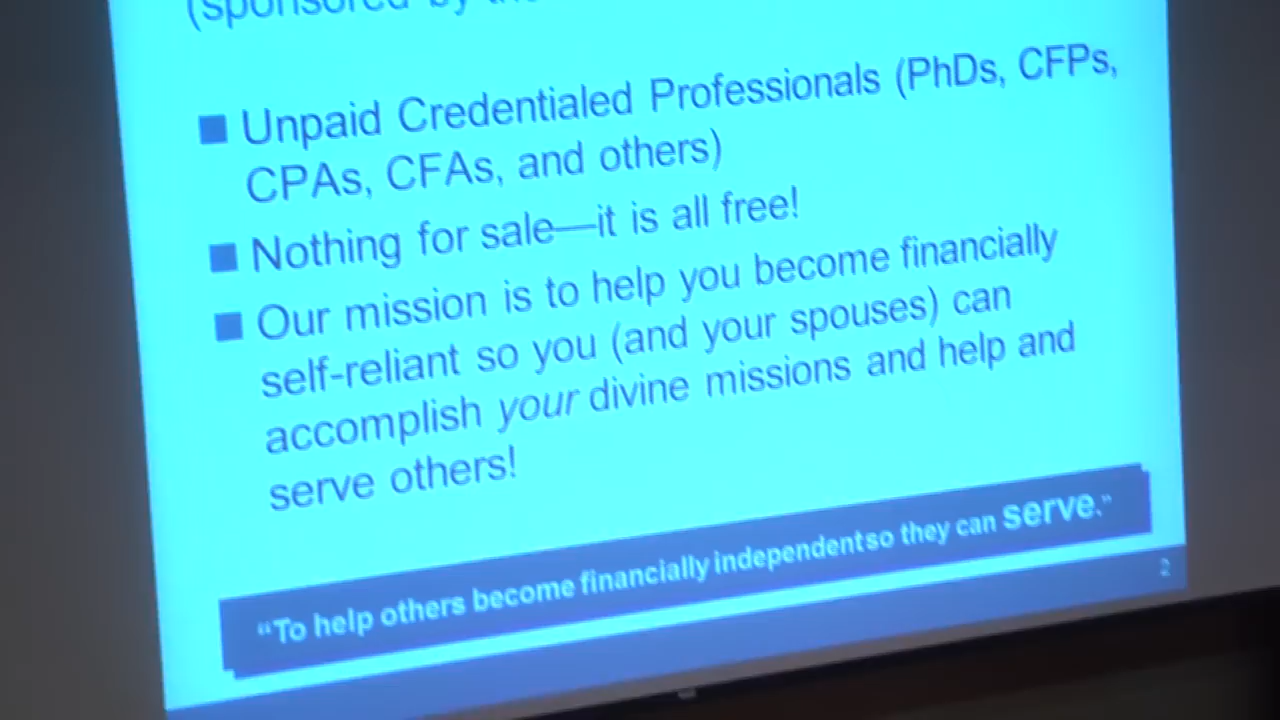 (sponsored by
■ Unpaid Credentialed Professionals (PhDs, CFPs,
CPAs, CFAs, and others)
■ Nothing for sale—it is all free!
■ Our mission is to help you become financially
self-reliant so you (and your spouses) can
accomplish your divine missions and help and
serve others!
“To help others become financially independent so they can serve.”
2